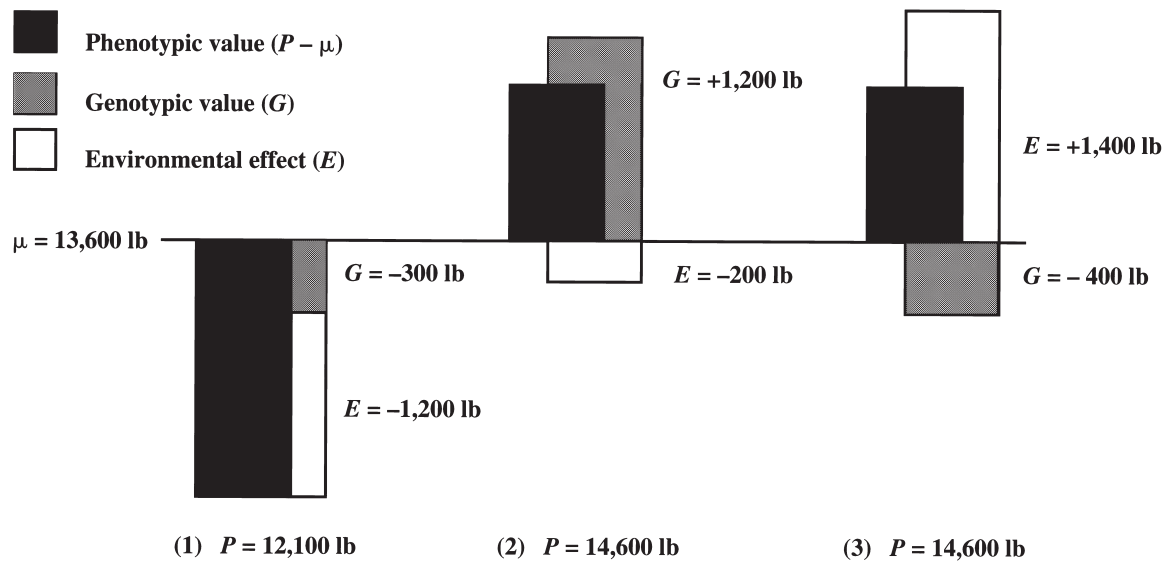 Phenotypic value (P – μ)
Genotypic value (G)
Environmental effect (E)
G = +1,200 lb
E = +1,400 lb
μ = 13,600 lb
G = –300 lb
E = –200 lb
G = – 400 lb
E = –1,200 lb
(1) P = 12,100 lb
(2) P = 14,600 lb
(3) P = 14,600 lb